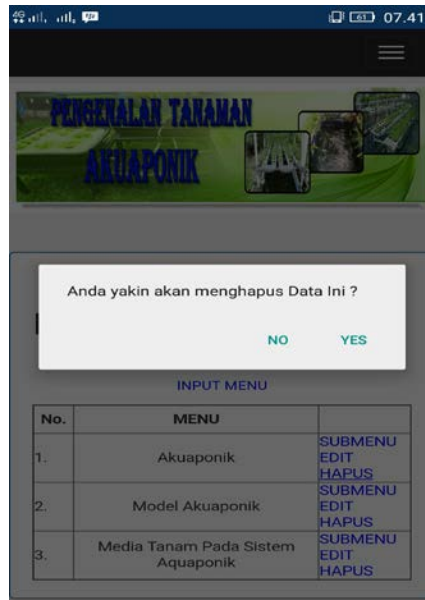 07.41
PENGENALAN TANAMAN
AKUAPONIK
Anda yakin akan menghapus Data Ini ?
NO YES
INPUT MENU
No. MENU
1. Akuaponik SUBMENU
EDIT
HAPUS
2. Model Akuaponik SUBMENU
EDIT
HAPUS
3. Media Tanam Pada Sistem Aquaponik SUBMENU
EDIT
HAPUS